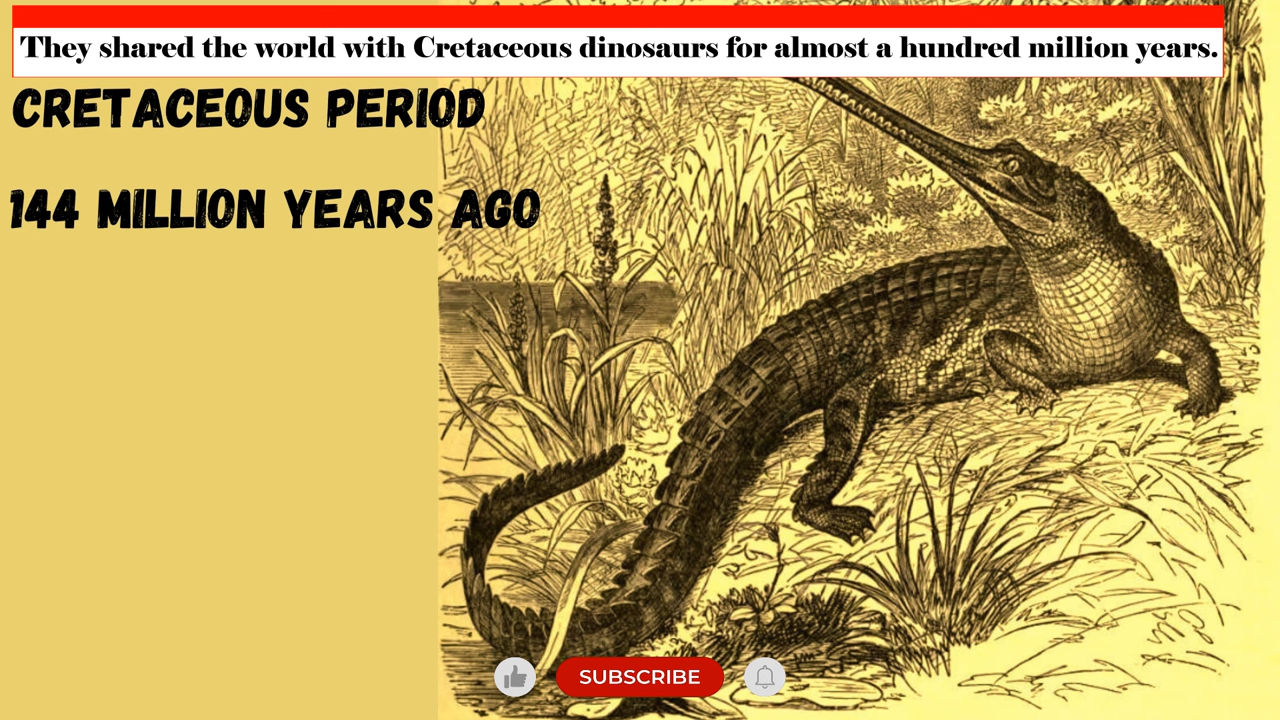 They shared the world with Cretaceous dinosaurs for almost a hundred million years.
CRETACEOUS PERIOD
144 MILLION YEARS AGO
SUBSCRIBE